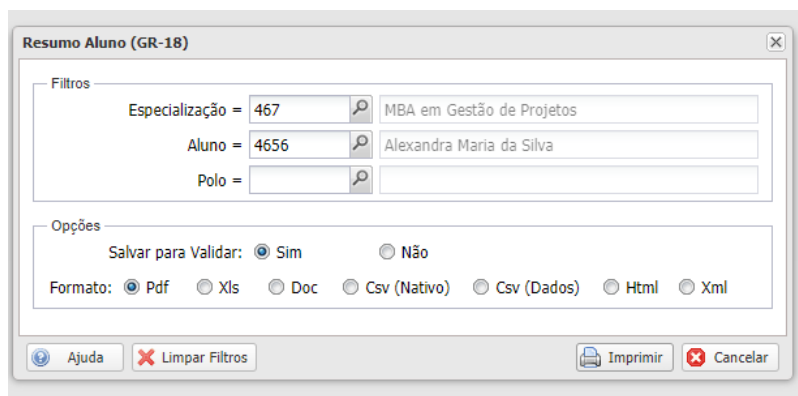 Resumo Aluno (GR-18)
Filtros
Especialização = 467 MBA em Gestão de Projetos
Aluno = 4656 Alexandra Maria da Silva
Polo =
Opções
Salvar para Validar: Sim Não
Formato: Pdf Xls Doc Csv (Nativo) Csv (Dados) Html Xml
Ajuda Limpar Filtros Imprimir Cancelar